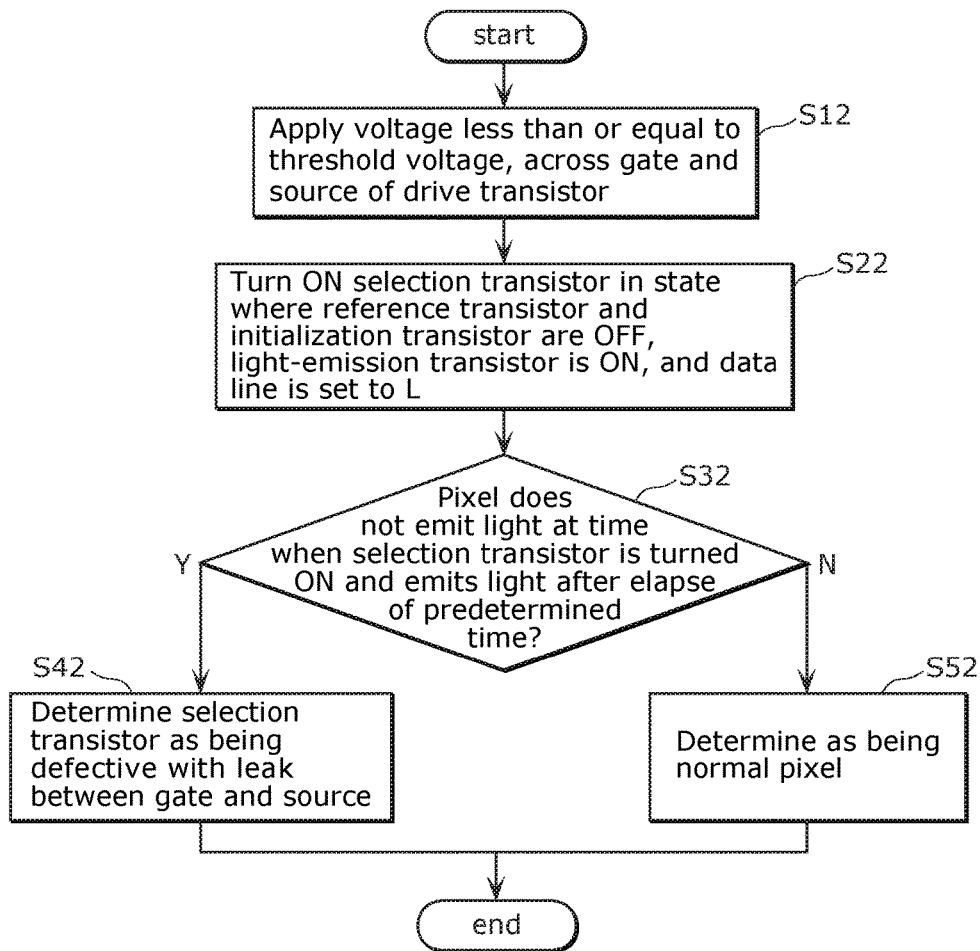 start
S12
Apply voltage less than or equal to
threshold voltage, across gate and
source of drive transistor
S22
Turn ON selection transistor in state
where reference transistor and
initialization transistor are OFF,
light-emission transistor is ON, and data
line is set to L
S32
Pixel does
not emit light at time
when selection transistor is turned
ON and emits light after elapse
of predetermined
time?
Y
N
S42
Determine selection
transistor as being
defective with leak
between gate and source
S52
Determine as being
normal pixel
end